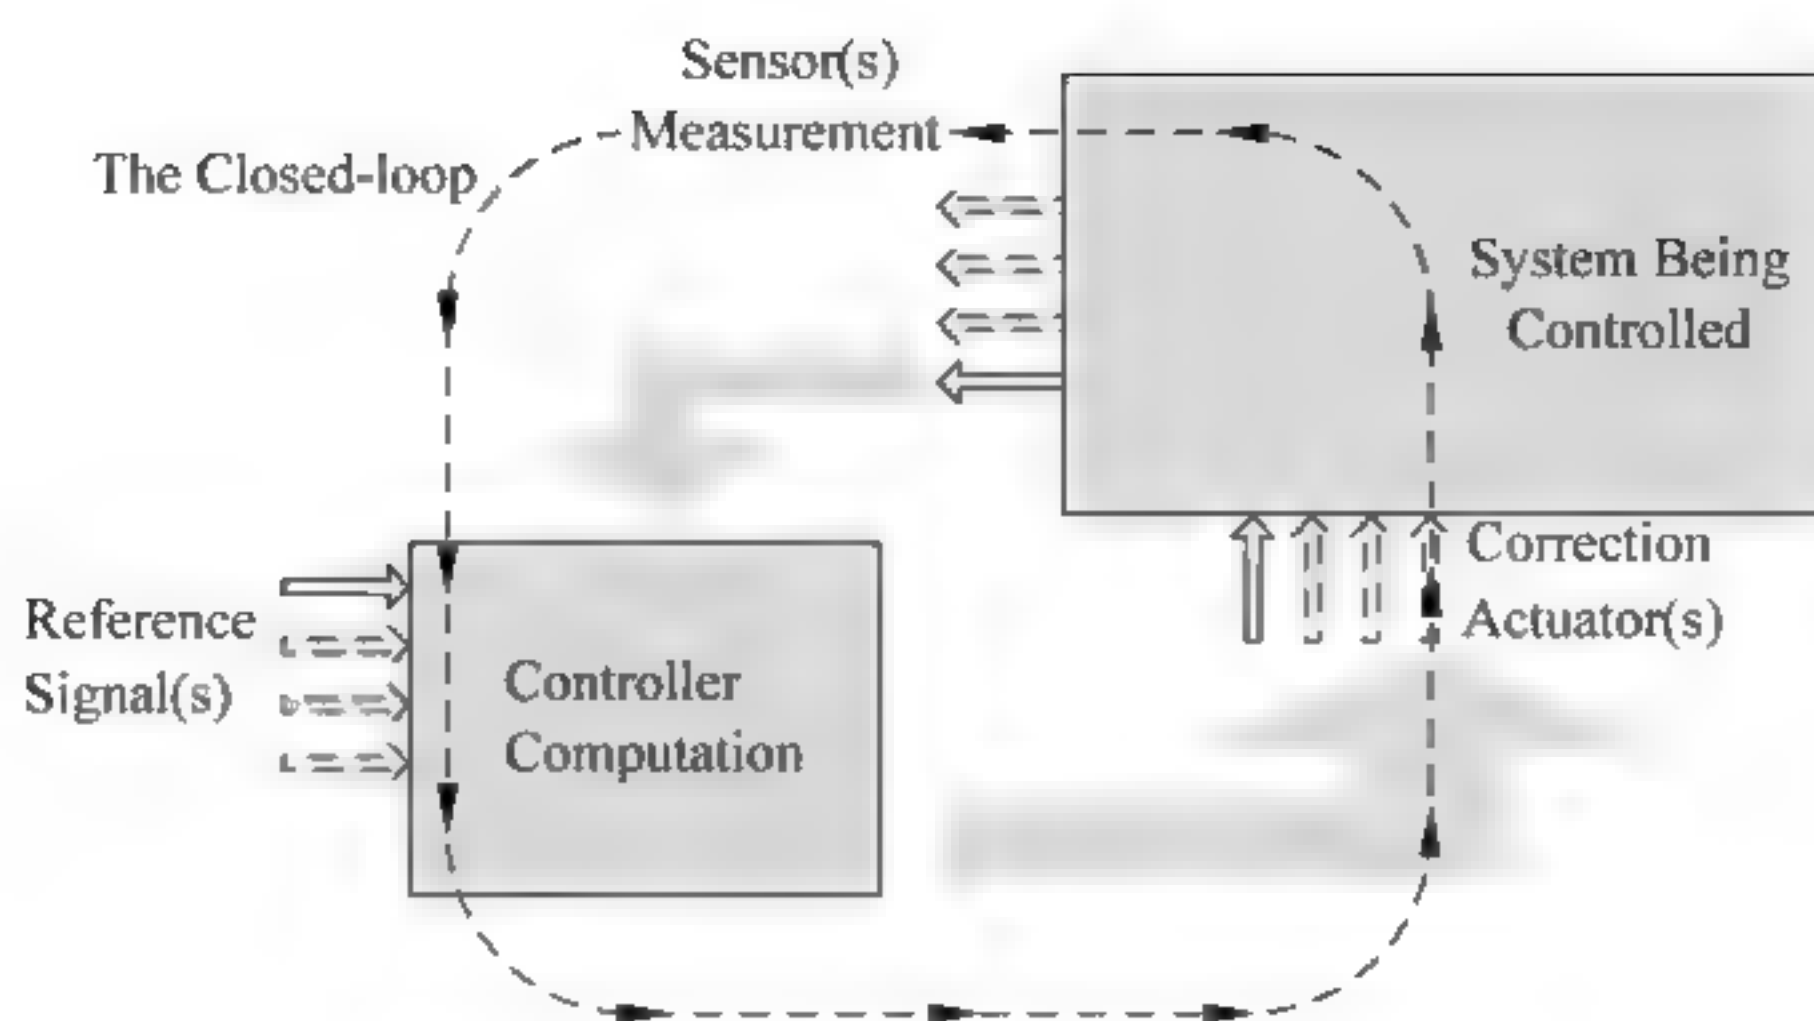 Sensor(s)
Measurement
The Closed-loop
System Being
Controlled
Correction
Actuator(s)
Reference
Signal(s)
Controller
Computation